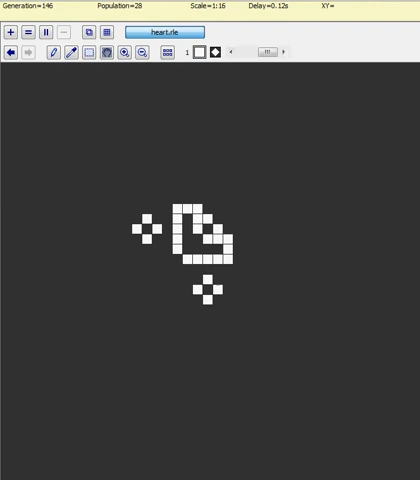 Generation=146 Population=28 Scale=1:16 Delay=0.12s XY=
heart.rle
1